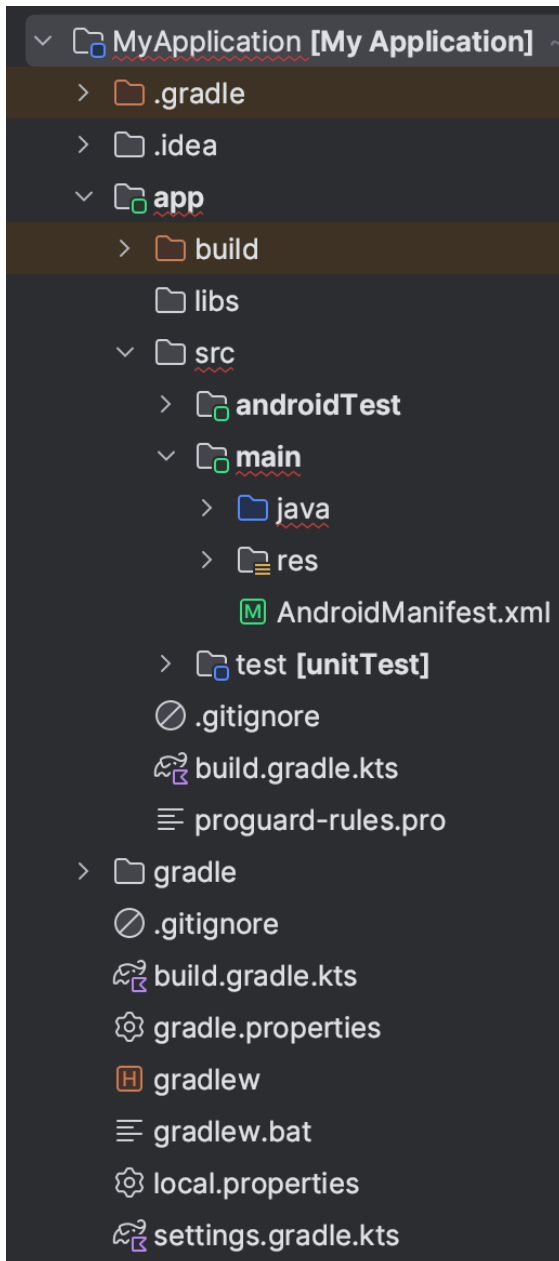 MyApplication [My Application] ~
.gradle
.idea
app
build
libs
src
androidTest
main
java
res
M AndroidManifest.xml
test [unitTest]
.gitignore
build.gradle.kts
proguard-rules.pro
gradle
.gitignore
build.gradle.kts
gradle.properties
H gradlew
gradlew.bat
local.properties
settings.gradle.kts